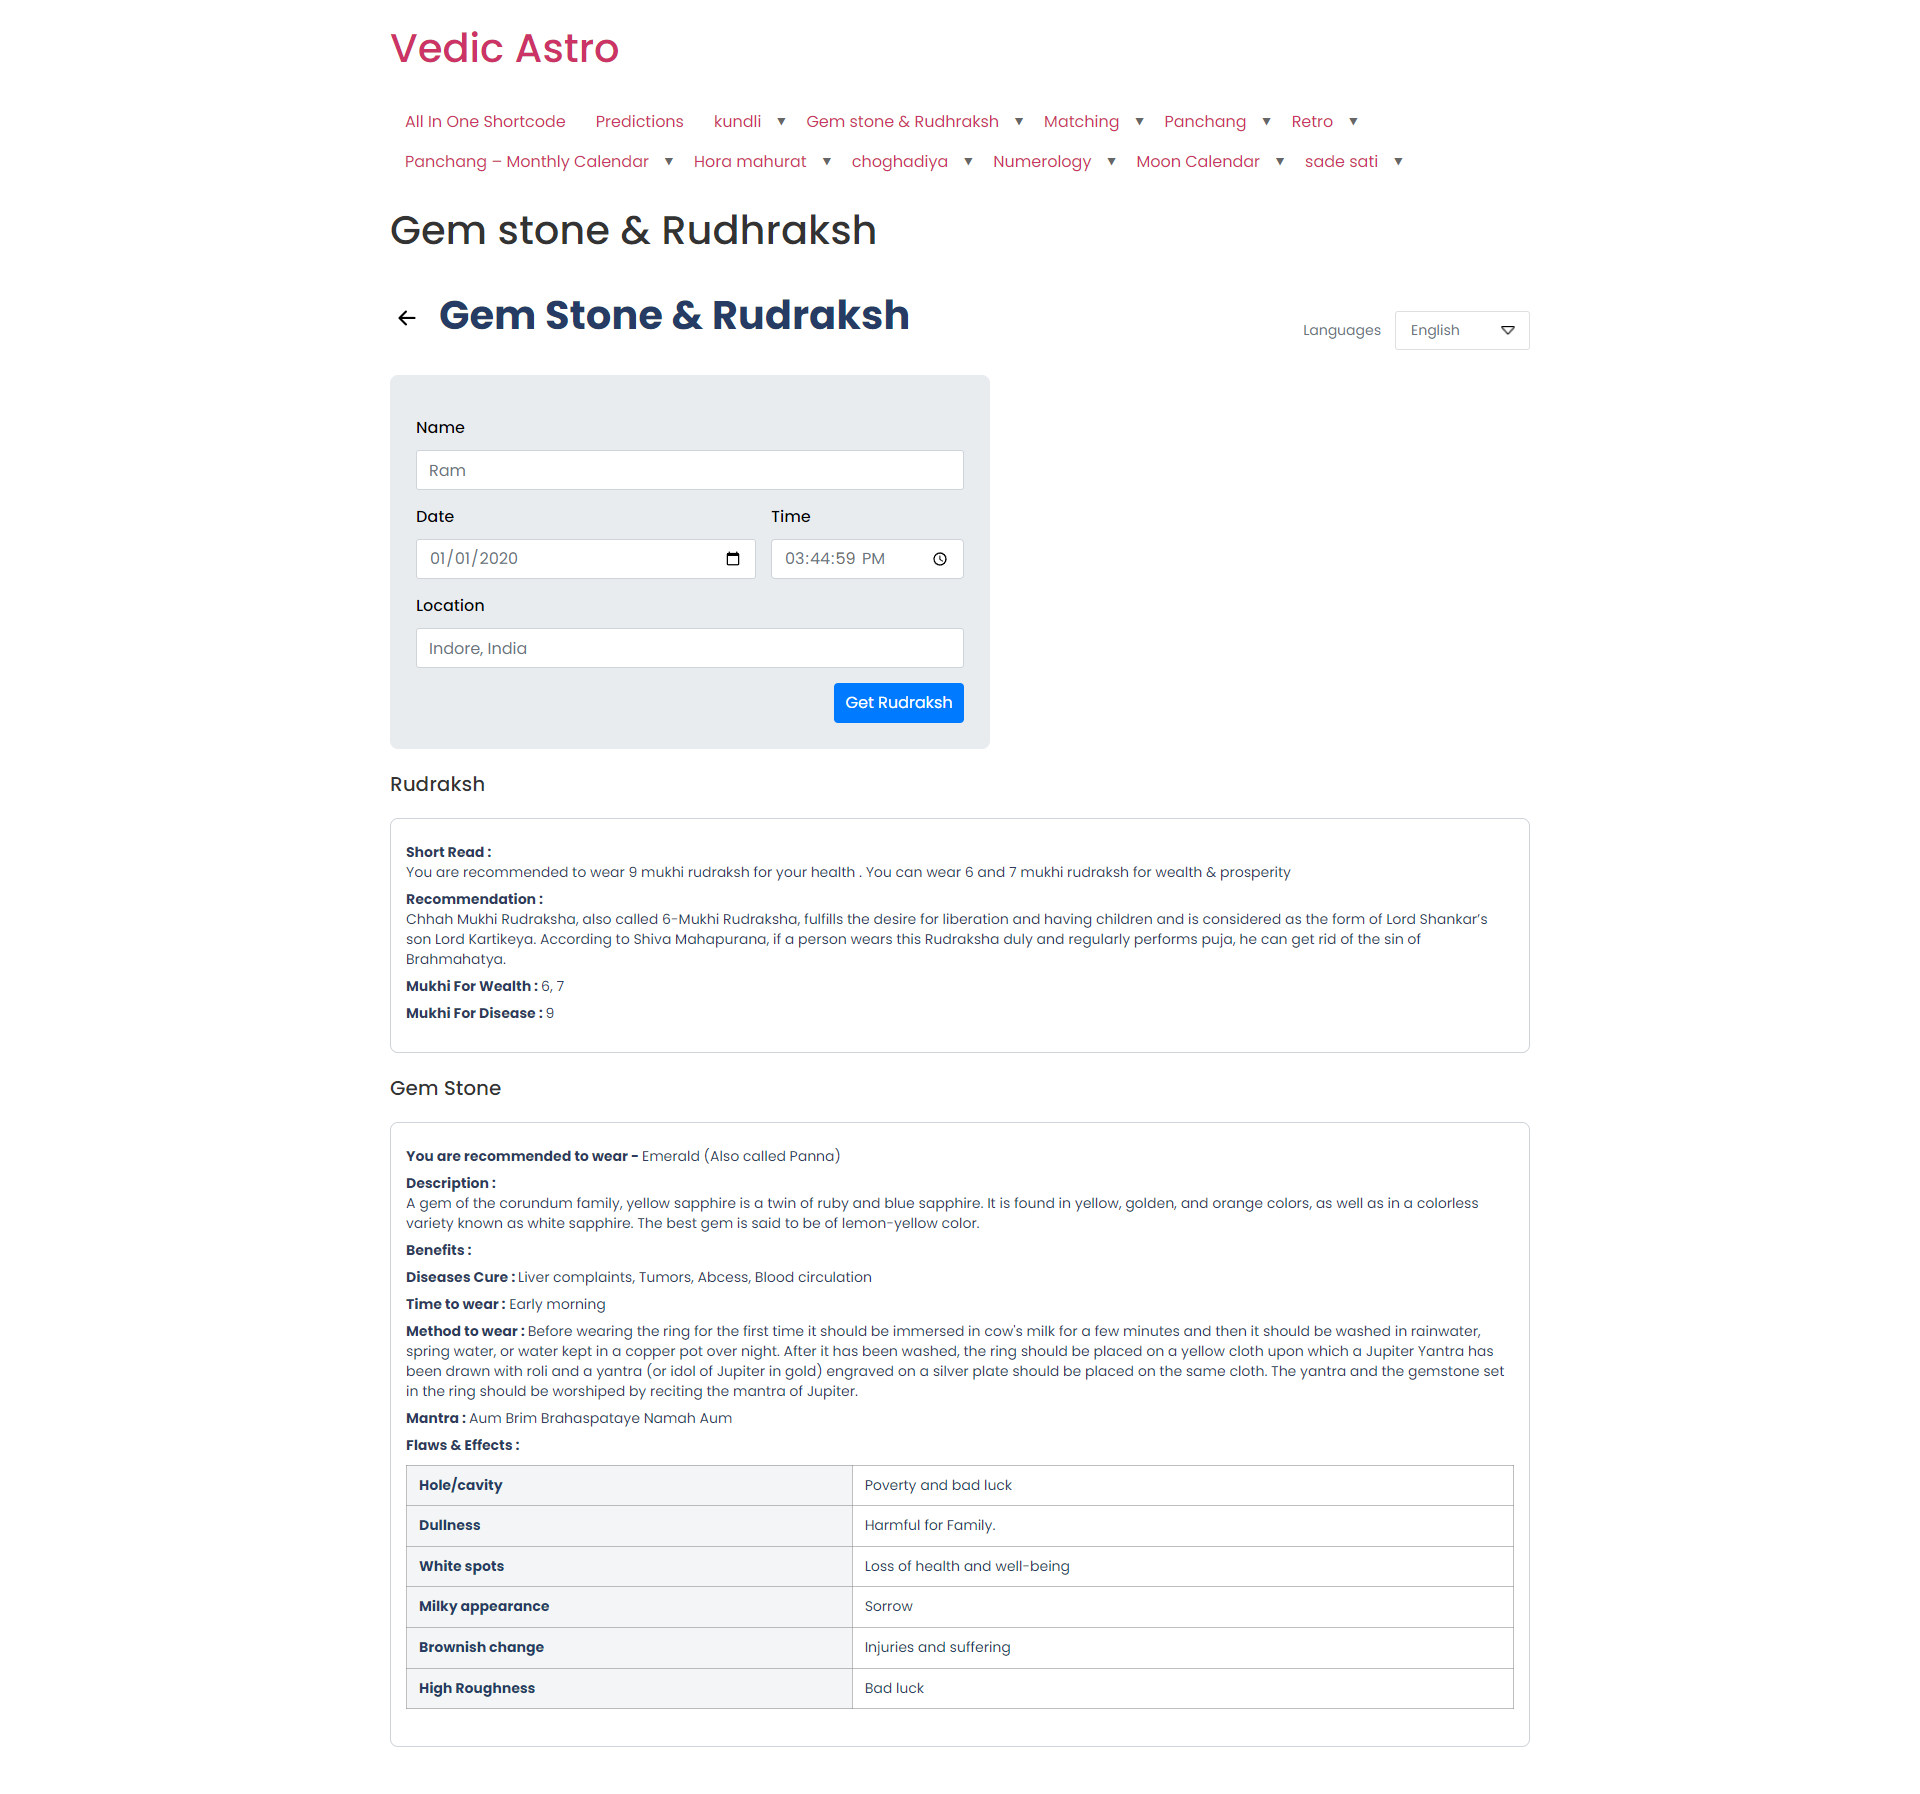 Vedic Astro
All In One Shortcode Predictions kundli ▼ Gem stone & Rudhraksh ▼ Matching ▼ Panchang ▼ Retro ▼
Panchang – Monthly Calendar ▼ Hora mahurat ▼ choghadiya ▼ Numerology ▼ Moon Calendar ▼ sade sati ▼
Gem stone & Rudhraksh
← Gem Stone & Rudraksh
Languages English
Name
Ram
Date Time
01/01/2020 03:44:59 PM
Location
Indore, India
Get Rudraksh
Rudraksh
Short Read :
You are recommended to wear 9 mukhi rudraksh for your health . You can wear 6 and 7 mukhi rudraksh for wealth & prosperity
Recommendation :
Chhah Mukhi Rudraksha, also called 6-Mukhi Rudraksha, fulfills the desire for liberation and having children and is considered as the form of Lord Shankar’s
son Lord Kartikeya. According to Shiva Mahapurana, if a person wears this Rudraksha duly and regularly performs puja, he can get rid of the sin of
Brahmahatya.
Mukhi For Wealth : 6, 7
Mukhi For Disease : 9
Gem Stone
You are recommended to wear - Emerald (Also called Panna)
Description :
A gem of the corundum family, yellow sapphire is a twin of ruby and blue sapphire. It is found in yellow, golden, and orange colors, as well as in a colorless
variety known as white sapphire. The best gem is said to be of lemon-yellow color.
Benefits :
Diseases Cure : Liver complaints, Tumors, Abcess, Blood circulation
Time to wear : Early morning
Method to wear : Before wearing the ring for the first time it should be immersed in cow's milk for a few minutes and then it should be washed in rainwater,
spring water, or water kept in a copper pot over night. After it has been washed, the ring should be placed on a yellow cloth upon which a Jupiter Yantra has
been drawn with roli and a yantra (or idol of Jupiter in gold) engraved on a silver plate should be placed on the same cloth. The yantra and the gemstone set
in the ring should be worshiped by reciting the mantra of Jupiter.
Mantra : Aum Brim Brahaspataye Namah Aum
Flaws & Effects :
Hole/cavity Poverty and bad luck
Dullness Harmful for Family.
White spots Loss of health and well-being
Milky appearance Sorrow
Brownish change Injuries and suffering
High Roughness Bad luck